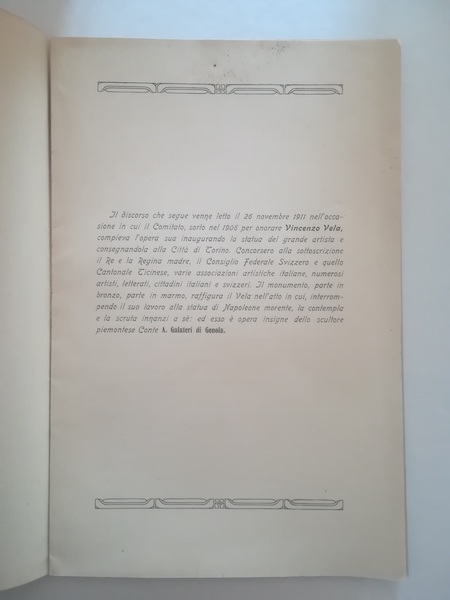 Il discorso che segue venne letto il 26 novembre 1911 nell'occa-
sione in cui il Comitato, sorto nel 1906 per onorare Vincenzo Vela,
compieva l'opera sua inaugurando la statua del grande artista e
consegnandola alla Città di Torino. Concorsero alla sottoscrizione
il Re e la Regina madre, il Consiglio Federale Svizzero e quello
Cantonale Ticinese, varie associazioni artistiche italiane, numerosi
artisti, letterati, cittadini italiani e svizzeri. Il monumento, parte in
bronzo, parte in marmo, raffigura il Vela nell'atto in cui, interrom-
pendo il suo lavoro alla statua di Napoleone morente, la contempla
e la scruta innanzi a sè: ed esso è opera insigne dello scultore
piemontese Conte A. Galateri di Genola.